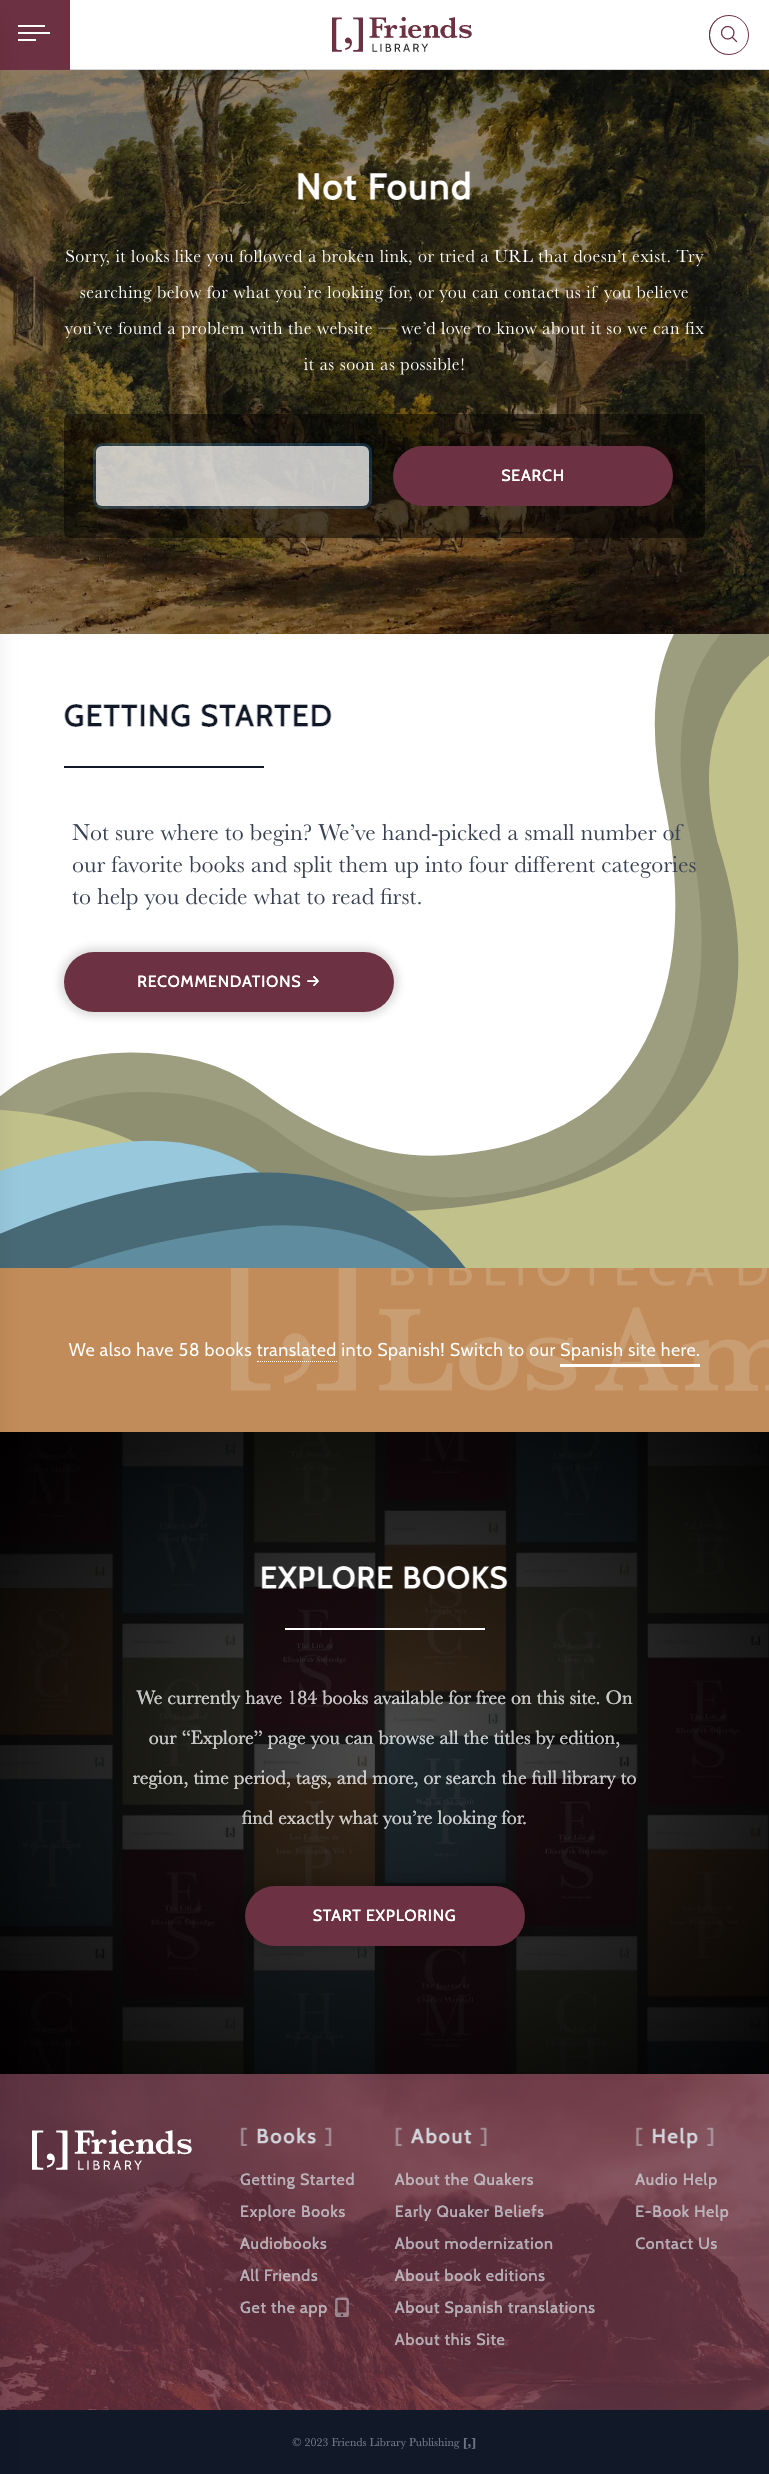 [,] Friends
LIBRARY
Not Found
Sorry, it looks like you followed a broken link, or tried a URL that doesn’t exist. Try
searching below for what you’re looking for, or you can contact us if you believe
you’ve found a problem with the website — we’d love to know about it so we can fix
it as soon as possible!
SEARCH
GETTING STARTED
Not sure where to begin? We’ve hand-picked a small number of
our favorite books and split them up into four different categories
to help you decide what to read first.
RECOMMENDATIONS →
BIBLIOTECA D
[,] Los Am
We also have 58 books translated into Spanish! Switch to our Spanish site here.
EXPLORE BOOKS
We currently have 184 books available for free on this site. On
our “Explore” page you can browse all the titles by edition,
region, time period, tags, and more, or search the full library to
find exactly what you’re looking for.
START EXPLORING
[,] Friends
LIBRARY
[ Books ]
Getting Started
Explore Books
Audiobooks
All Friends
Get the app
[ About ]
About the Quakers
Early Quaker Beliefs
About modernization
About book editions
About Spanish translations
About this Site
[ Help ]
Audio Help
E-Book Help
Contact Us
© 2023 Friends Library Publishing [,]